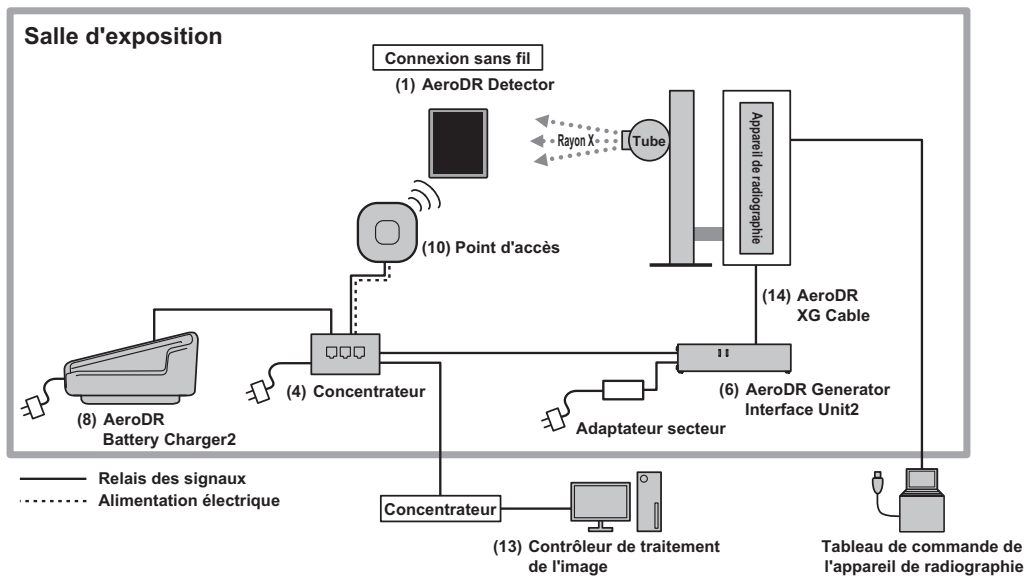 Salle d'exposition
Connexion sans fil
(1) AeroDR Detector
Rayon X
Tube
Appareil de radiographie
(10) Point d'accès
(14) AeroDR
XG Cable
(4) Concentrateur
(6) AeroDR Generator
Interface Unit2
(8) AeroDR
Battery Charger2
Adaptateur secteur
Relais des signaux
Alimentation électrique
Concentrateur
(13) Contrôleur de traitement
de l'image
Tableau de commande de
l'appareil de radiographie